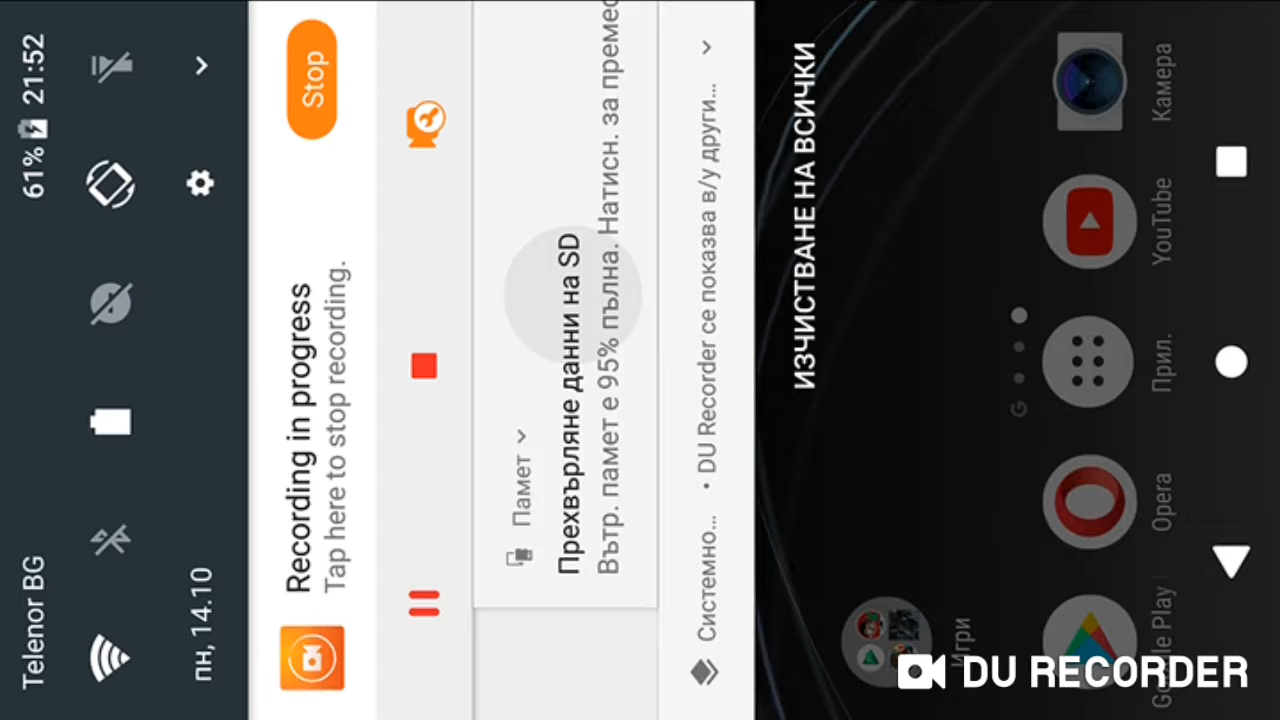 Telenor BG
61% 21:52
пн, 14.10
Recording in progress
Tap here to stop recording.
Stop
Памет
Прехвърляне данни на SD
Вътр. памет е 95% пълна. Натисн. за премес
Системно... • DU Recorder се показва в/у други...
ИЗЧИСТВАНЕ НА ВСИЧКИ
Игри
G
Google Play
Opera
Прил.
YouTube
Камера
DU RECORDER